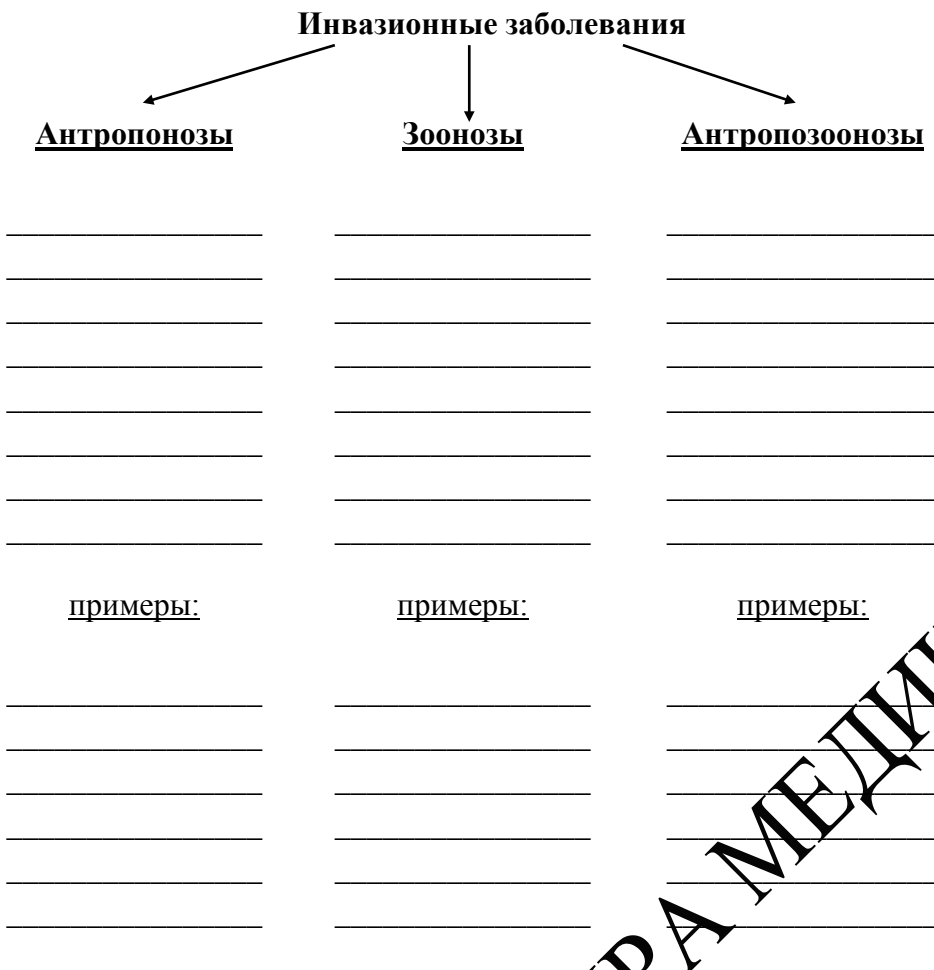 Инвазионные заболевания
Антропонозы Зоонозы Антропозоонозы
примеры: примеры: примеры: